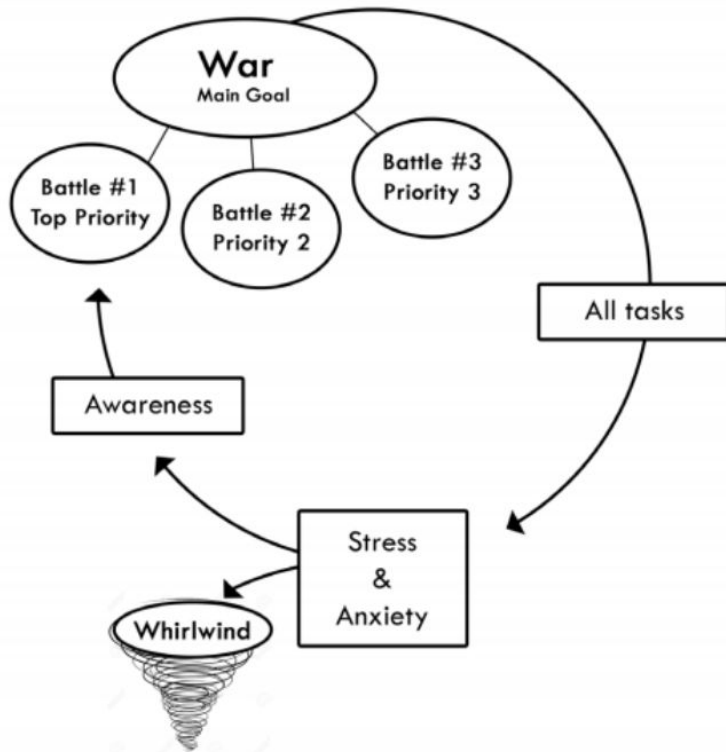 War
Main Goal
Battle #1
Top Priority
Battle #2
Priority 2
Battle #3
Priority 3
All tasks
Awareness
Stress
&
Anxiety
Whirlwind